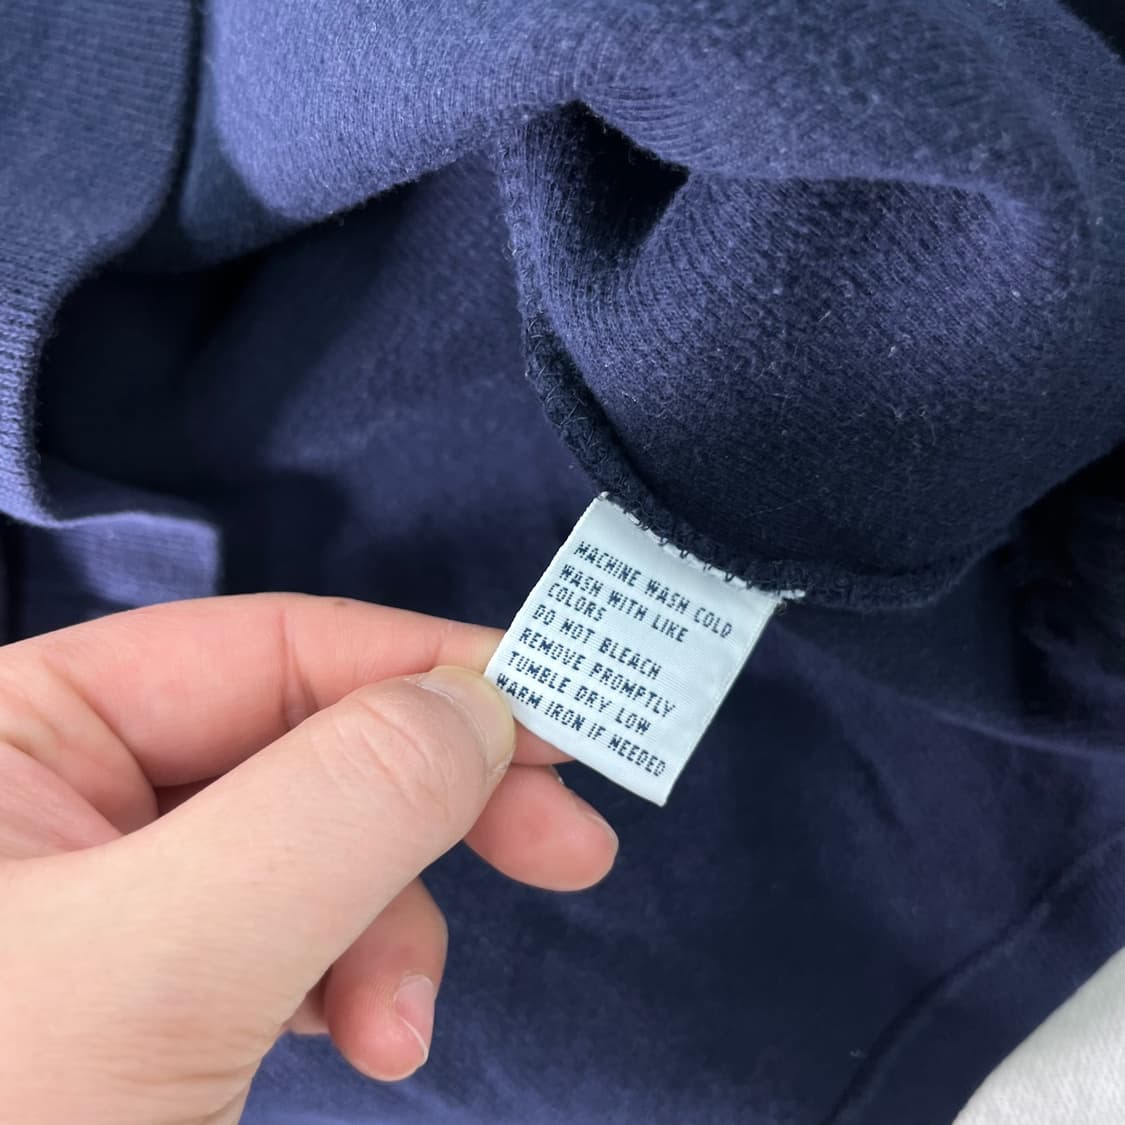 MACHINE WASH COLD
WASH WITH LIKE
COLORS
DO NOT BLEACH
REMOVE PROMPTLY
TUMBLE DRY LOW
WARM IRON IF NEEDED